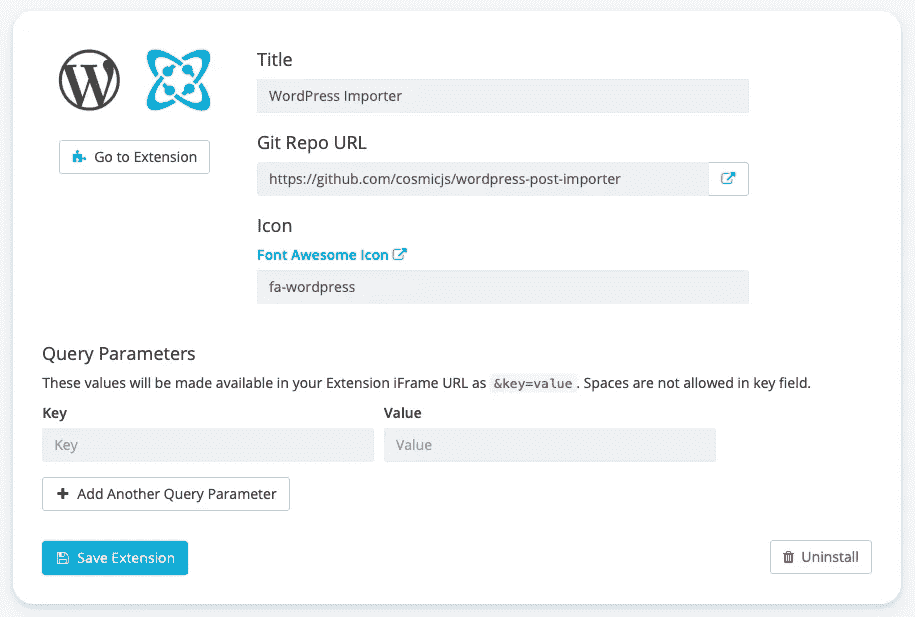 Title
WordPress Importer
Go to Extension
Git Repo URL
https://github.com/cosmicjs/wordpress-post-importer
Icon
Font Awesome Icon
fa-wordpress
Query Parameters
These values will be made available in your Extension iFrame URL as &key=value. Spaces are not allowed in key field.
Key Value
Key Value
Add Another Query Parameter
Save Extension Uninstall